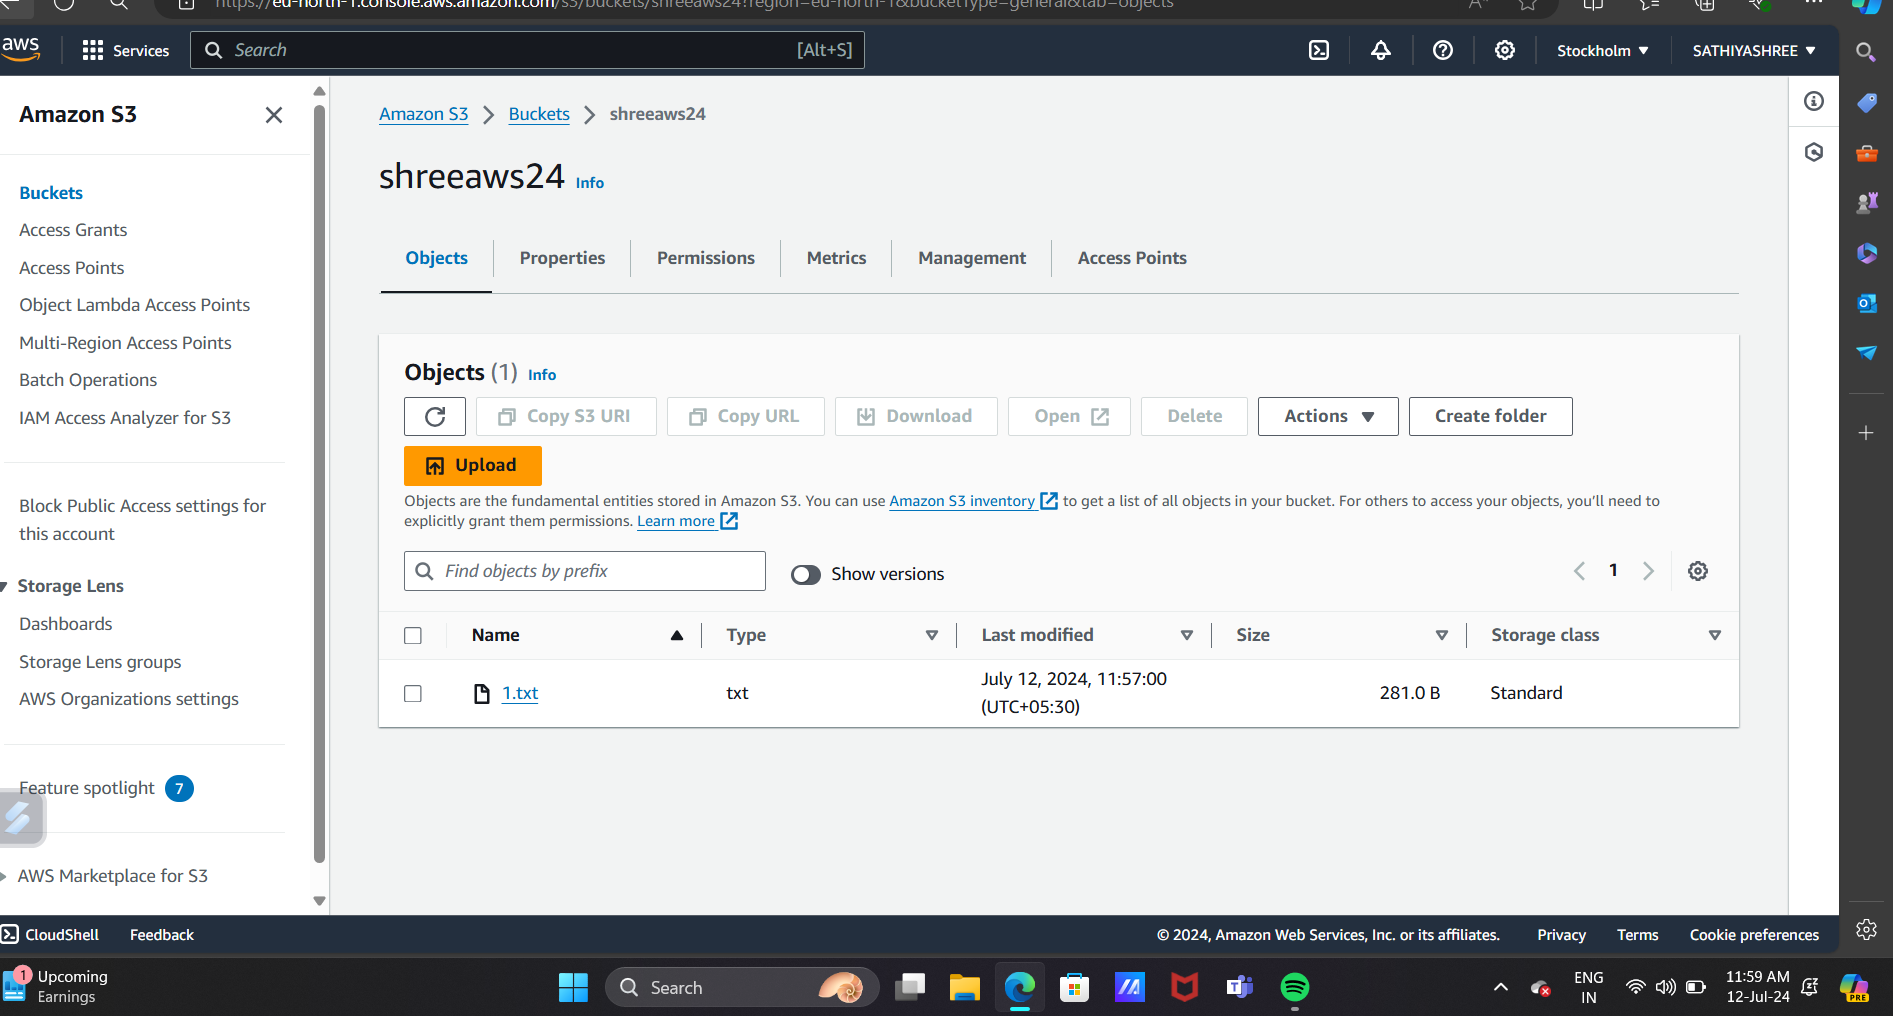 https://eu-north-1.console.aws.amazon.com/s3/buckets/shreeaws24?region=eu-north-1&bucketType=general&tab=objects
aws
Services
Search
[Alt+S]
Stockholm ▼
SATHIYASHREE ▼
Amazon S3
Buckets
Access Grants
Access Points
Object Lambda Access Points
Multi-Region Access Points
Batch Operations
IAM Access Analyzer for S3
Block Public Access settings for
this account
Storage Lens
Dashboards
Storage Lens groups
AWS Organizations settings
Feature spotlight 7
AWS Marketplace for S3
Amazon S3 > Buckets > shreeaws24
shreeaws24 Info
Objects
Properties
Permissions
Metrics
Management
Access Points
Objects (1) Info
Copy S3 URI
Copy URL
Download
Open
Delete
Actions ▼
Create folder
Upload
Objects are the fundamental entities stored in Amazon S3. You can use Amazon S3 inventory to get a list of all objects in your bucket. For others to access your objects, you’ll need to
explicitly grant them permissions. Learn more
Find objects by prefix
Show versions
1
Name
Type
Last modified
Size
Storage class
1.txt
txt
July 12, 2024, 11:57:00
(UTC+05:30)
281.0 B
Standard
CloudShell
Feedback
© 2024, Amazon Web Services, Inc. or its affiliates.
Privacy
Terms
Cookie preferences
1
Upcoming
Earnings
Search
ENG
IN
11:59 AM
12-Jul-24
PRE